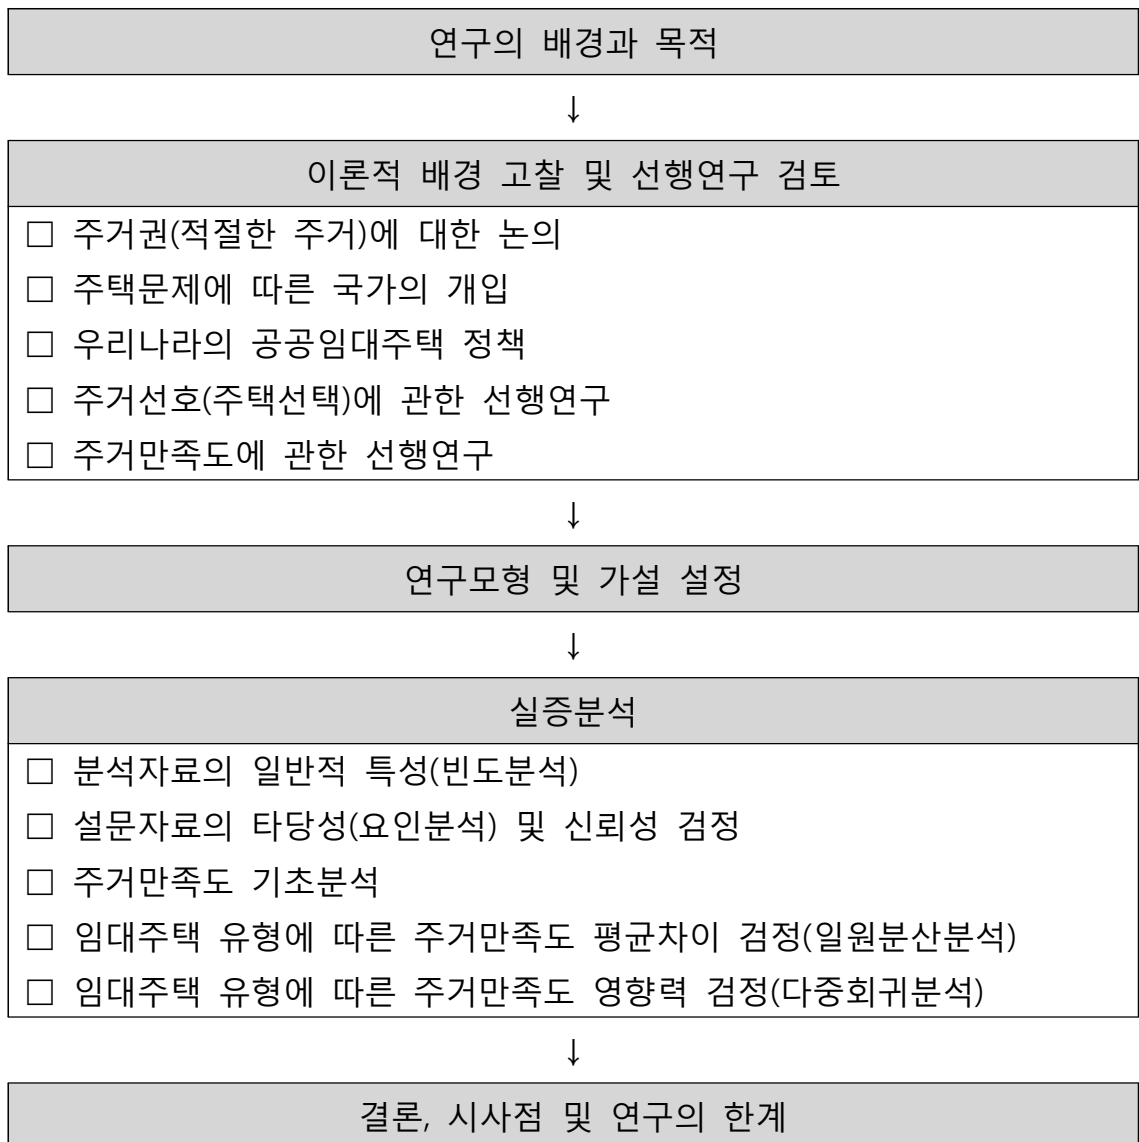 연구의 배경과 목적
↓
이론적 배경 고찰 및 선행연구 검토
□ 주거권(적절한 주거)에 대한 논의
□ 주택문제에 따른 국가의 개입
□ 우리나라의 공공임대주택 정책
□ 주거선호(주택선택)에 관한 선행연구
□ 주거만족도에 관한 선행연구
↓
연구모형 및 가설 설정
↓
실증분석
□ 분석자료의 일반적 특성(빈도분석)
□ 설문자료의 타당성(요인분석) 및 신뢰성 검정
□ 주거만족도 기초분석
□ 임대주택 유형에 따른 주거만족도 평균차이 검정(일원분산분석)
□ 임대주택 유형에 따른 주거만족도 영향력 검정(다중회귀분석)
↓
결론, 시사점 및 연구의 한계